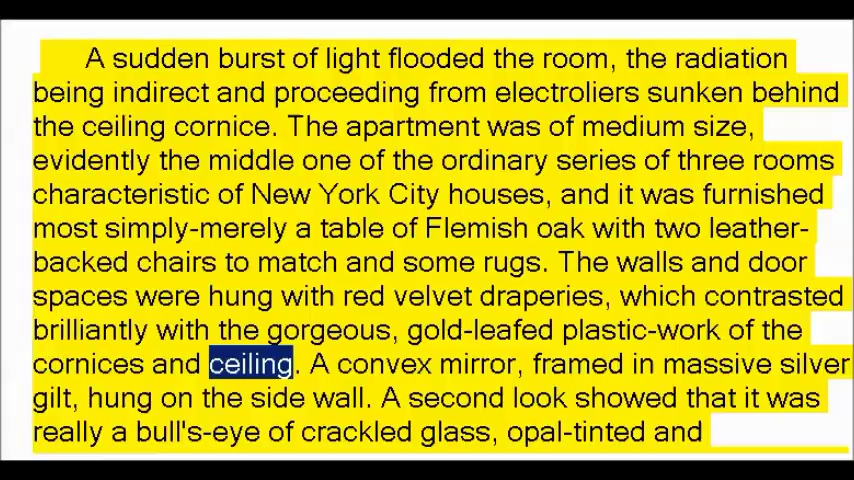 A sudden burst of light flooded the room, the radiation
being indirect and proceeding from electroliers sunken behind
the ceiling cornice. The apartment was of medium size,
evidently the middle one of the ordinary series of three rooms
characteristic of New York City houses, and it was furnished
most simply-merely a table of Flemish oak with two leather-
backed chairs to match and some rugs. The walls and door
spaces were hung with red velvet draperies, which contrasted
brilliantly with the gorgeous, gold-leafed plastic-work of the
cornices and ceiling. A convex mirror, framed in massive silver
gilt, hung on the side wall. A second look showed that it was
really a bull's-eye of crackled glass, opal-tinted and